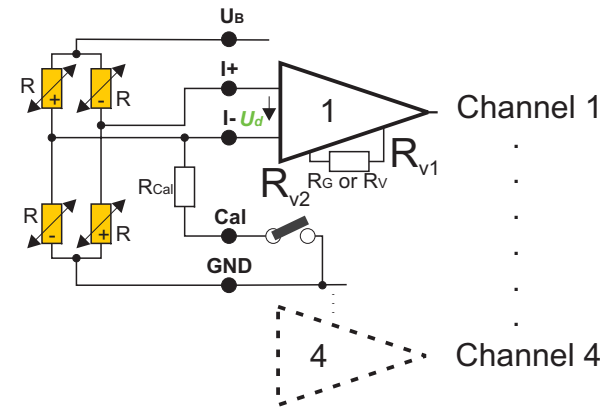 UB
I+
R + - R
1
Channel 1
I- Ud
RCal
Rv2
RG or RV
Rv1
R - + R
Cal
GND
4
Channel 4